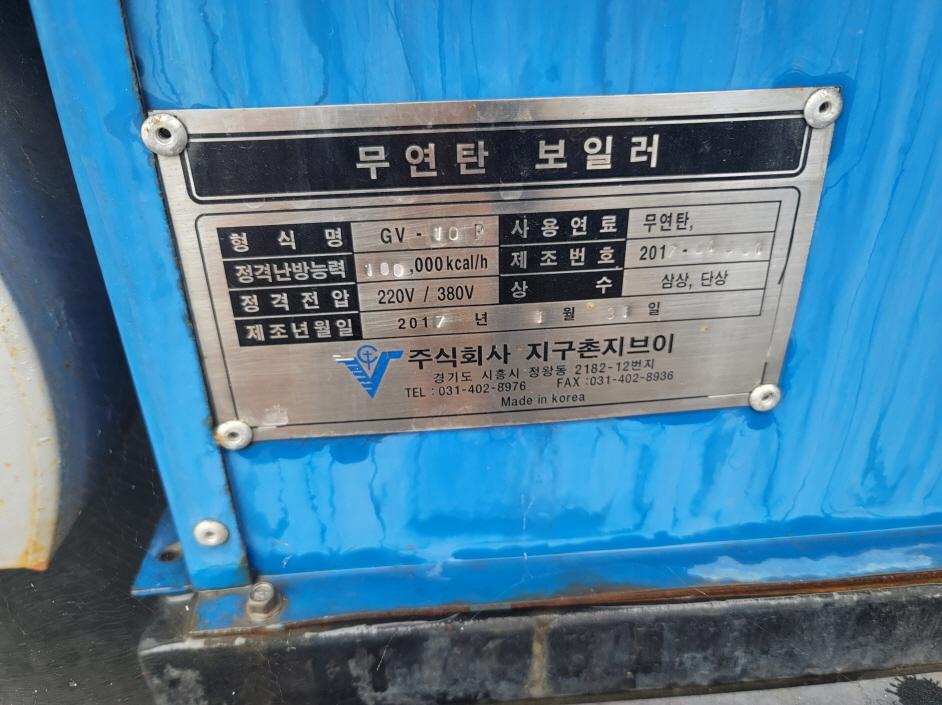 무연탄 보일러
형식명 GV - 사용연료 무연탄,
정격난방능력 100,000kcal/h 제조번호
정격전압 220V / 380V 상수 삼상, 단상
제조년월일 2017 년 월 일
주식회사 지구촌지브이
경기도 시흥시 정왕동 2182-12번지
TEL : 031-402-8976 FAX : 031-402-8936
Made in korea